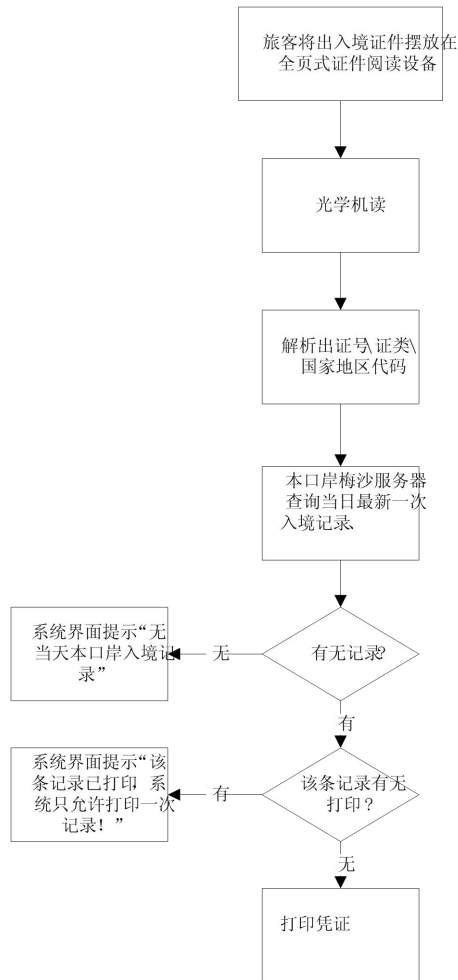 旅客将出入境证件摆放在
全页式证件阅读设备
光学机读
解析出证号\证类\
国家地区代码
本口岸梅沙服务器
查询当日最新一次
入境记录、
有无记录?
无
系统界面提示“无
当天本口岸入境记
录”
有
该条记录有无
打印?
有
系统界面提示“该
条记录已打印,系
统只允许打印一次
记录!”
无
打印凭证